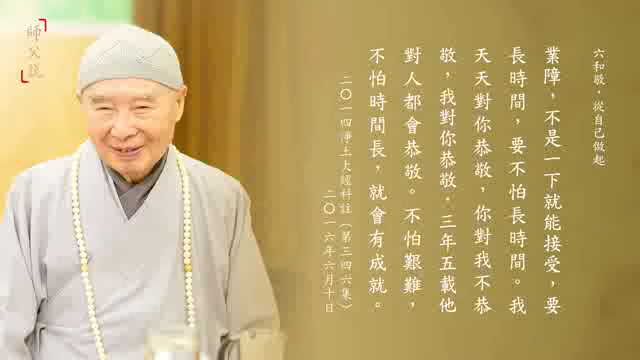 師父說
六和敬，從自己做起
業障，不是一下就能接受，要
長時間，要不怕長時間。我
天天對你恭敬，你對我不恭
敬，我對你恭敬，三年五載他
對人都會恭敬。不怕艱難，
不怕時間長，就會有成就。
二〇一四淨土大經科註（第三四六集）
二〇一六年六月十日